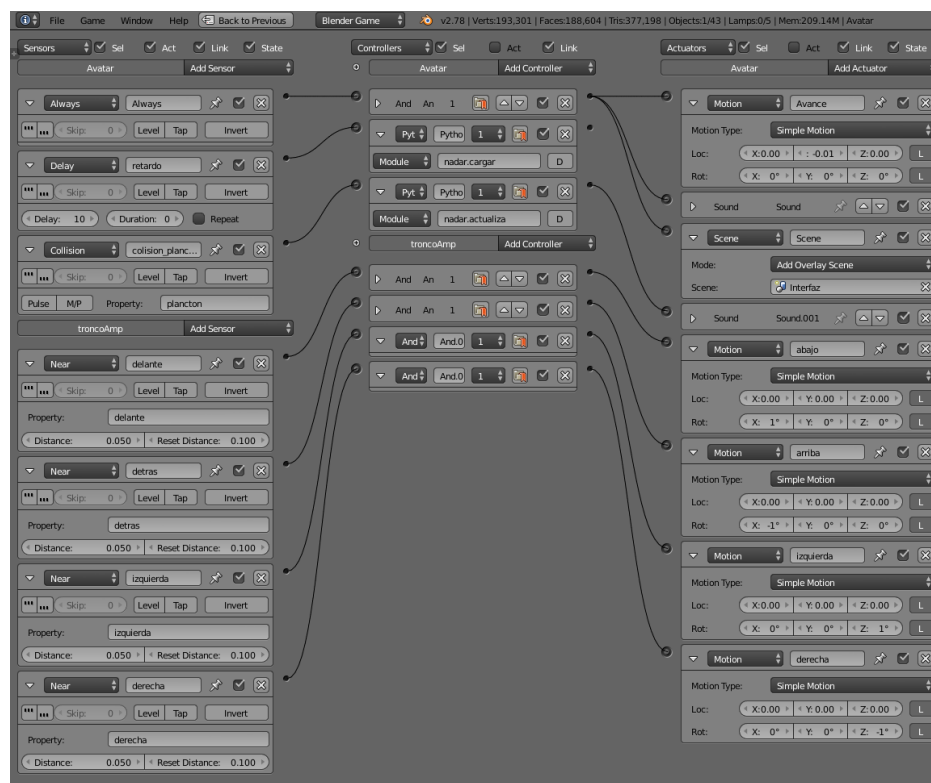 File Game Window Help Back to Previous Blender Game v2.78 | Verts:193,301 | Faces:188,604 | Tris:377,198 | Objects:1/43 | Lamps:0/5 | Mem:209.14M | Avatar
Sensors Sel Act Link State
Avatar Add Sensor
Always Always
Skip: 0 Level Tap Invert
Delay retardo
Skip: 0 Level Tap Invert
Delay: 10 Duration: 0 Repeat
Collision colision_planc...
Skip: 0 Level Tap Invert
Pulse M/P Property: plancton
troncoAmp Add Sensor
Near delante
Skip: 0 Level Tap Invert
Property: delante
Distance: 0.050 Reset Distance: 0.100
Near detras
Skip: 0 Level Tap Invert
Property: detras
Distance: 0.050 Reset Distance: 0.100
Near izquierda
Skip: 0 Level Tap Invert
Property: izquierda
Distance: 0.050 Reset Distance: 0.100
Near derecha
Skip: 0 Level Tap Invert
Property: derecha
Distance: 0.050 Reset Distance: 0.100
Controllers Sel Act Link
Avatar Add Controller
And An 1
Pyt Pytho 1
Module nadar.cargar D
Pyt Pytho 1
Module nadar.actualiza D
troncoAmp Add Controller
And An 1
And An 1
And And.0 1
And And.0 1
Actuators Sel Act Link State
Avatar Add Actuator
Motion Avance
Motion Type: Simple Motion
Loc: X:0.00 : -0.01 Z:0.00 L
Rot: X: 0° Y: 0° Z: 0° L
Sound Sound
Scene Scene
Mode: Add Overlay Scene
Scene: Interfaz
Sound Sound.001
Motion abajo
Motion Type: Simple Motion
Loc: X:0.00 Y:0.00 Z:0.00 L
Rot: X: 1° Y: 0° Z: 0° L
Motion arriba
Motion Type: Simple Motion
Loc: X:0.00 Y:0.00 Z:0.00 L
Rot: X: -1° Y: 0° Z: 0° L
Motion izquierda
Motion Type: Simple Motion
Loc: X:0.00 Y:0.00 Z:0.00 L
Rot: X: 0° Y: 0° Z: 1° L
Motion derecha
Motion Type: Simple Motion
Loc: X:0.00 Y:0.00 Z:0.00 L
Rot: X: 0° Y: 0° Z: -1° L